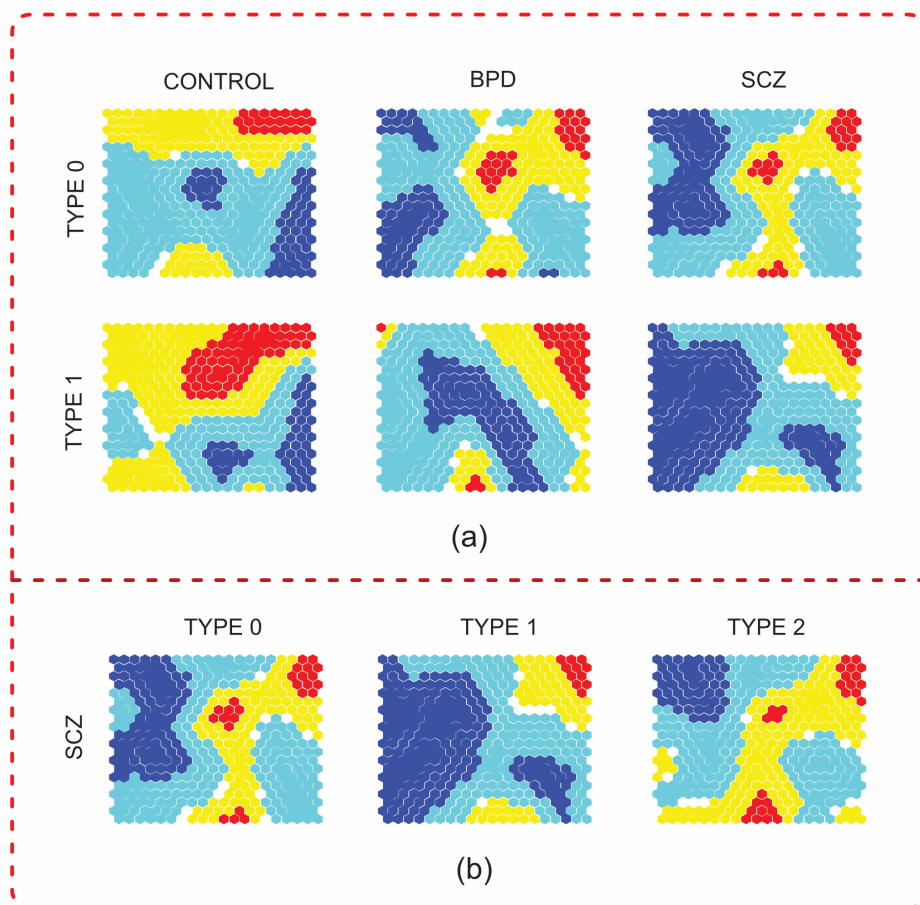 CONTROL BPD SCZ
TYPE 0
TYPE 1
(a)
TYPE 0 TYPE 1 TYPE 2
SCZ
(b)